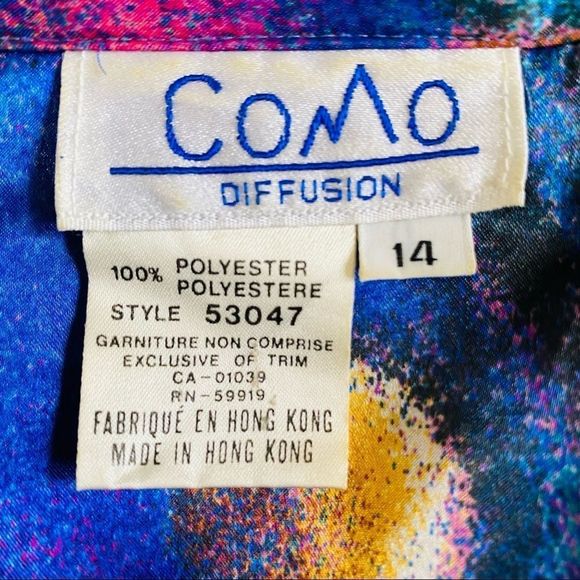 COMO
DIFFUSION
14
100% POLYESTER
POLYESTERE
STYLE 53047
GARNITURE NON COMPRISE
EXCLUSIVE OF TRIM
CA-01039
RN-59919
FABRIQUÉ EN HONG KONG
MADE IN HONG KONG